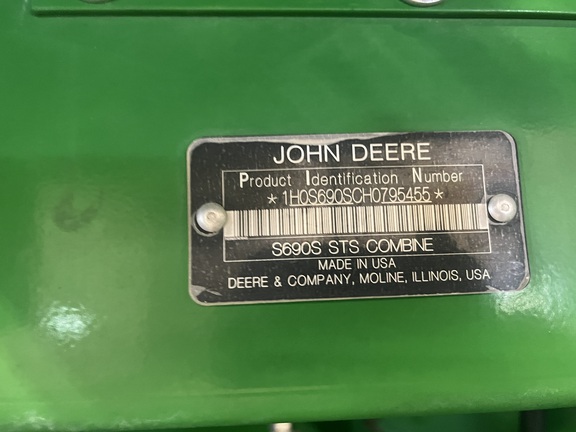 JOHN DEERE
Product Identification Number
*1H0S690SCH0795455*
S690S STS COMBINE
MADE IN USA
DEERE & COMPANY, MOLINE, ILLINOIS, USA